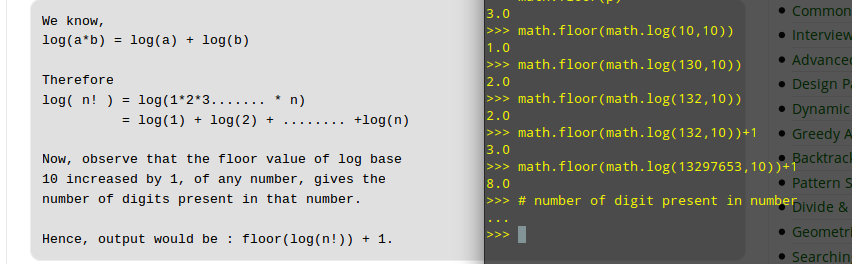 We know,
log(a*b) = log(a) + log(b)
Therefore
log( n! ) = log(1*2*3....... * n)
= log(1) + log(2) + ........ +log(n)
Now, observe that the floor value of log base
10 increased by 1, of any number, gives the
number of digits present in that number.
Hence, output would be : floor(log(n!)) + 1.
3.0
>>> math.floor(math.log(10,10))
1.0
>>> math.floor(math.log(130,10))
2.0
>>> math.floor(math.log(132,10))
2.0
>>> math.floor(math.log(132,10))+1
3.0
>>> math.floor(math.log(13297653,10))+1
8.0
>>> # number of digit present in number
...
>>>
Common
Interview
Advanced
Design
Dynamic
Greedy
Backtrack
Pattern
Divide &
Geometri
Searchin